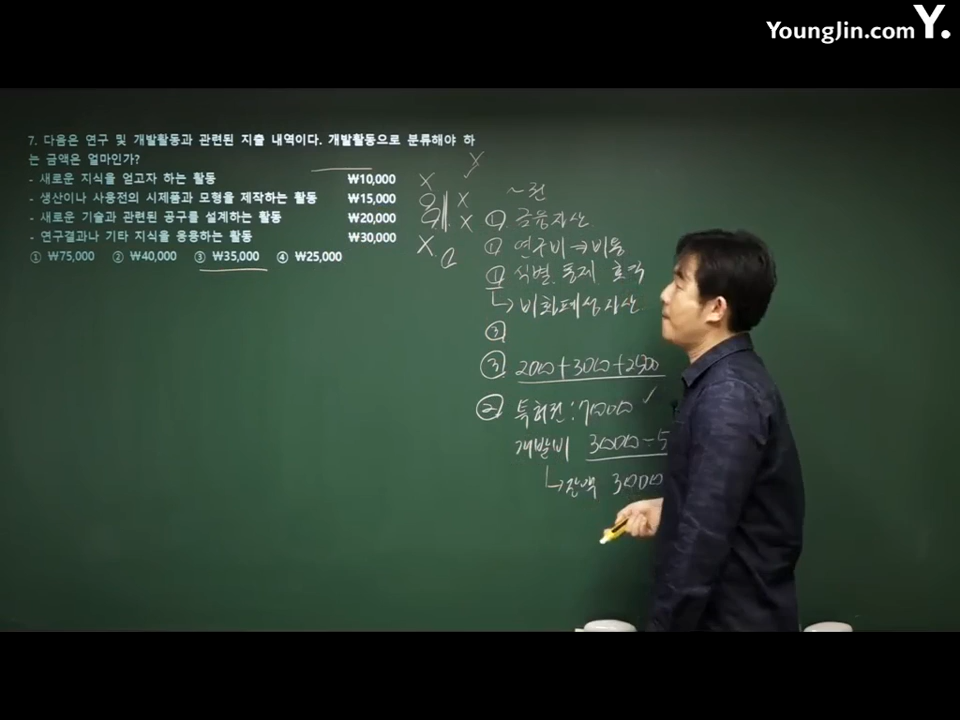 YoungJin.com Y.
7. 다음은 연구 및 개발활동과 관련된 지출 내역이다. 개발활동으로 분류해야 하
는 금액은 얼마인가?
- 새로운 지식을 얻고자 하는 활동 ₩10,000
- 생산이나 사용전의 시제품과 모형을 제작하는 활동 ₩15,000
- 새로운 기술과 관련된 공구를 설계하는 활동 ₩20,000
- 연구결과나 기타 지식을 응용하는 활동 ₩30,000
① ₩75,000 ② ₩40,000 ③ ₩35,000 ④ ₩25,000
~권
① 금융자산
① 연구비 ⇒ 비용
① 식별. 통제. 효익
↳ 비화폐성 자산
③
③ 2000+3000+2500
② 특허권:7000
개발비 30000÷5
↳ 잔액